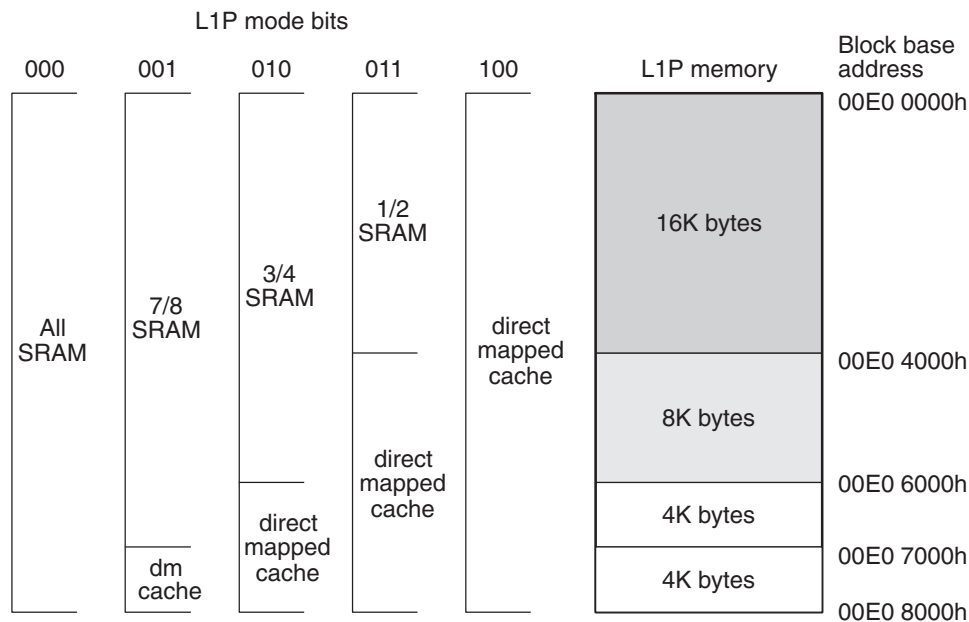 L1P mode bits
000 001 010 011 100 L1P memory
Block base
address
00E0 0000h
All
SRAM
7/8
SRAM
dm
cache
3/4
SRAM
direct
mapped
cache
1/2
SRAM
direct
mapped
cache
direct
mapped
cache
16K bytes
00E0 4000h
8K bytes
00E0 6000h
4K bytes
00E0 7000h
4K bytes
00E0 8000h